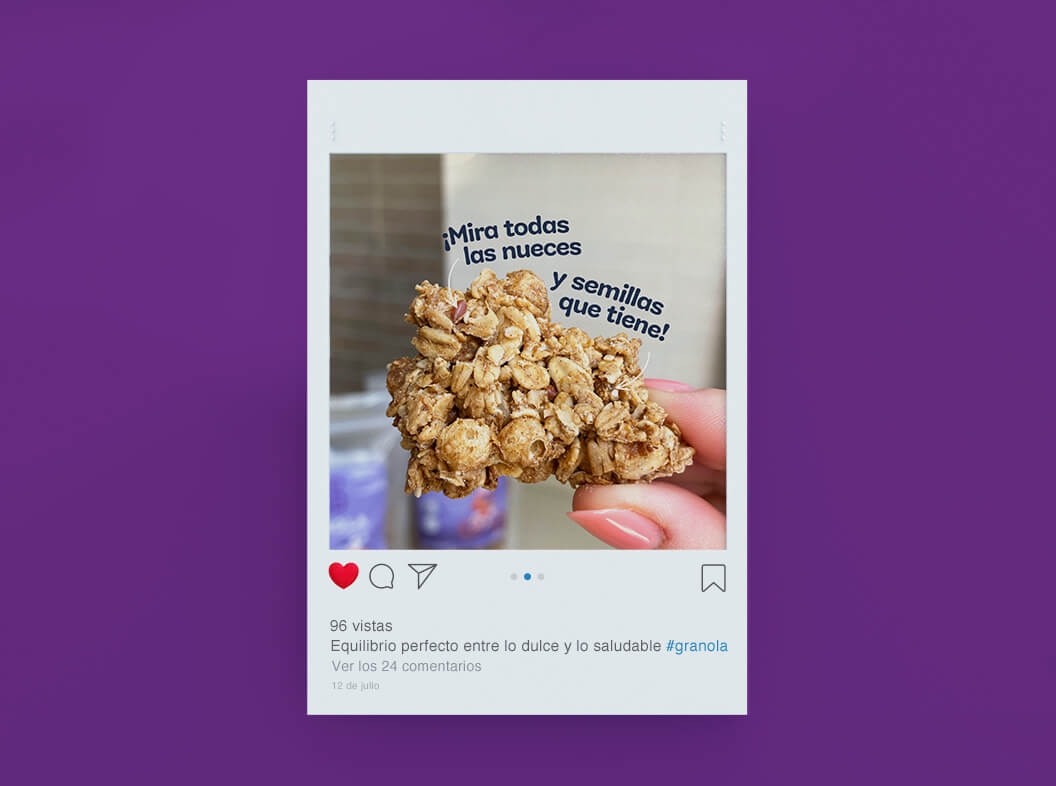 ¡Mira todas
las nueces
y semillas
que tiene!
96 vistas
Equilibrio perfecto entre lo dulce y lo saludable #granola
Ver los 24 comentarios
12 de julio